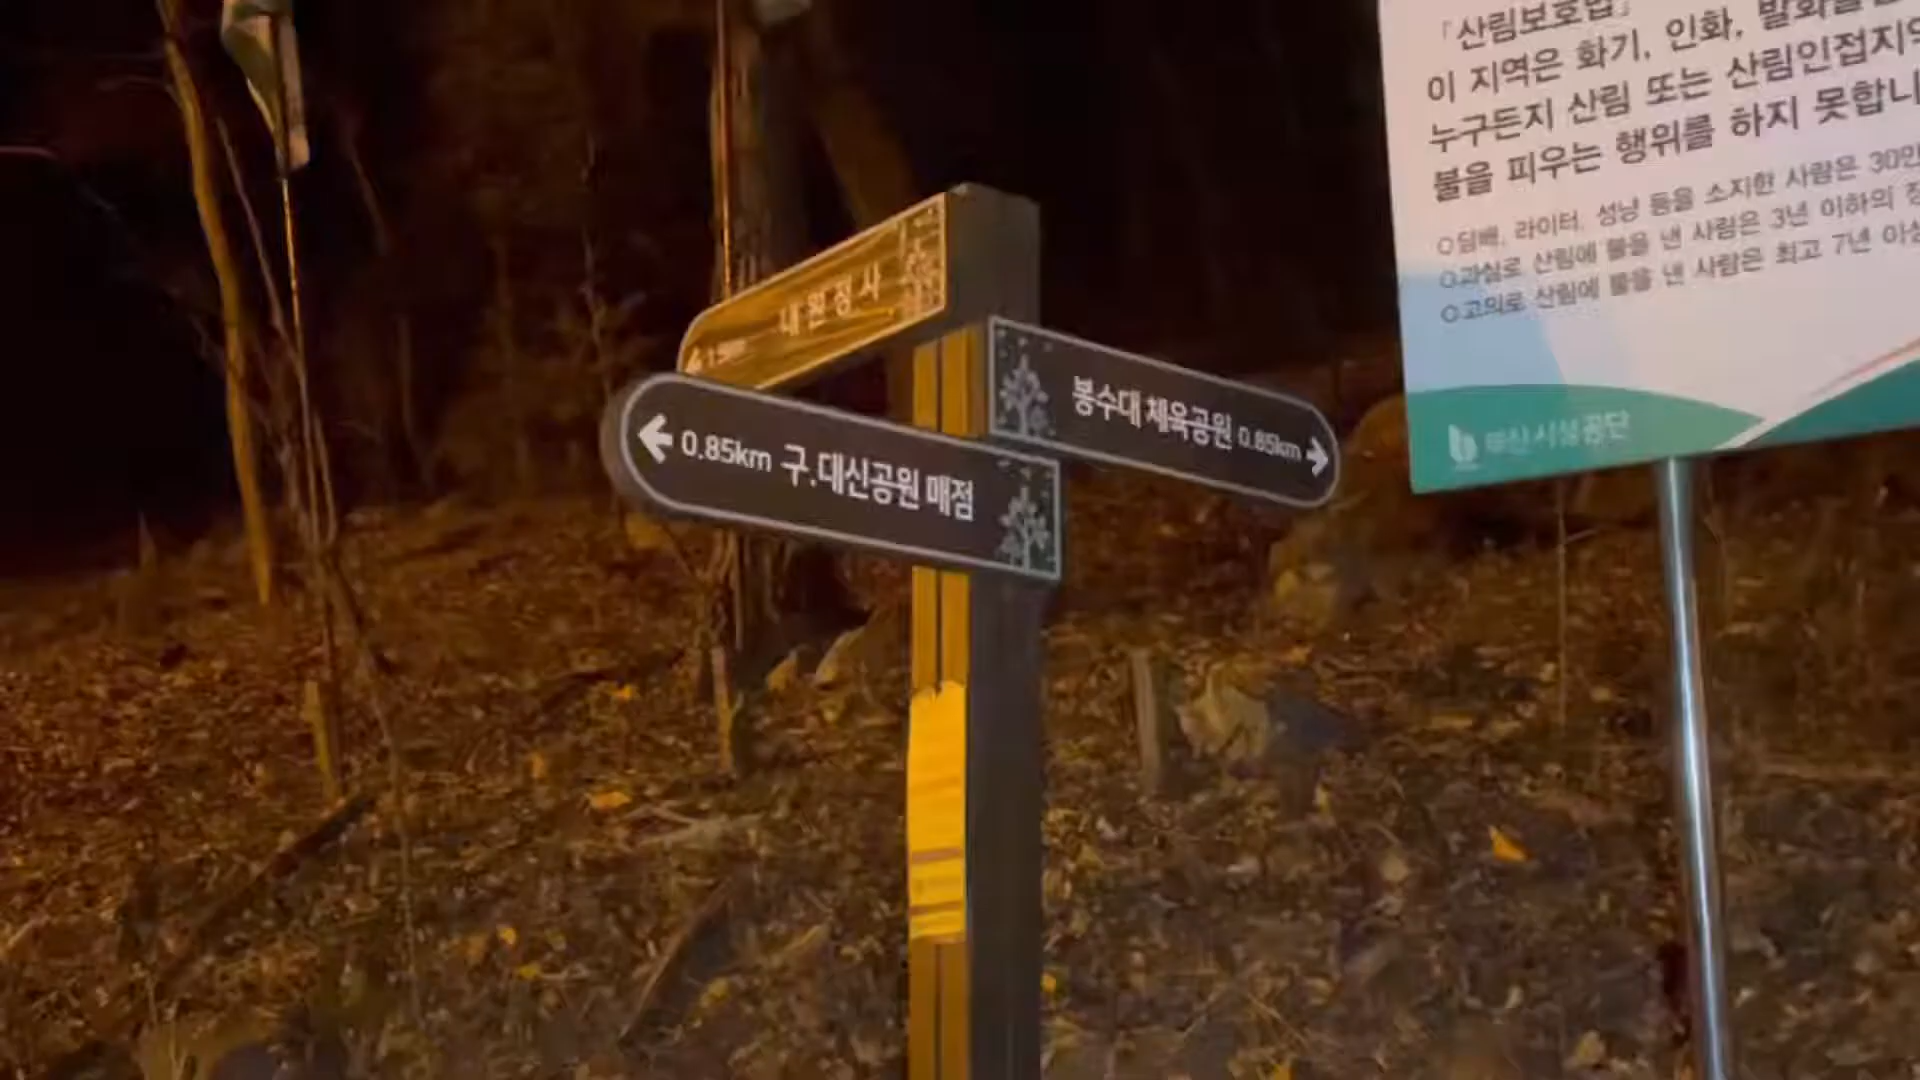 내원정사
0.85km 구.대신공원 매점
봉수대 체육공원 0.85km
「산림보호법」
이 지역은 화기, 인화, 발화물
누구든지 산림 또는 산림인접지역
불을 피우는 행위를 하지 못합니
○담배, 라이터, 성냥 등을 소지한 사람은 30만
○과실로 산림에 불을 낸 사람은 3년 이하의 징
○고의로 산림에 불을 낸 사람은 최고 7년 이상
부산시설공단